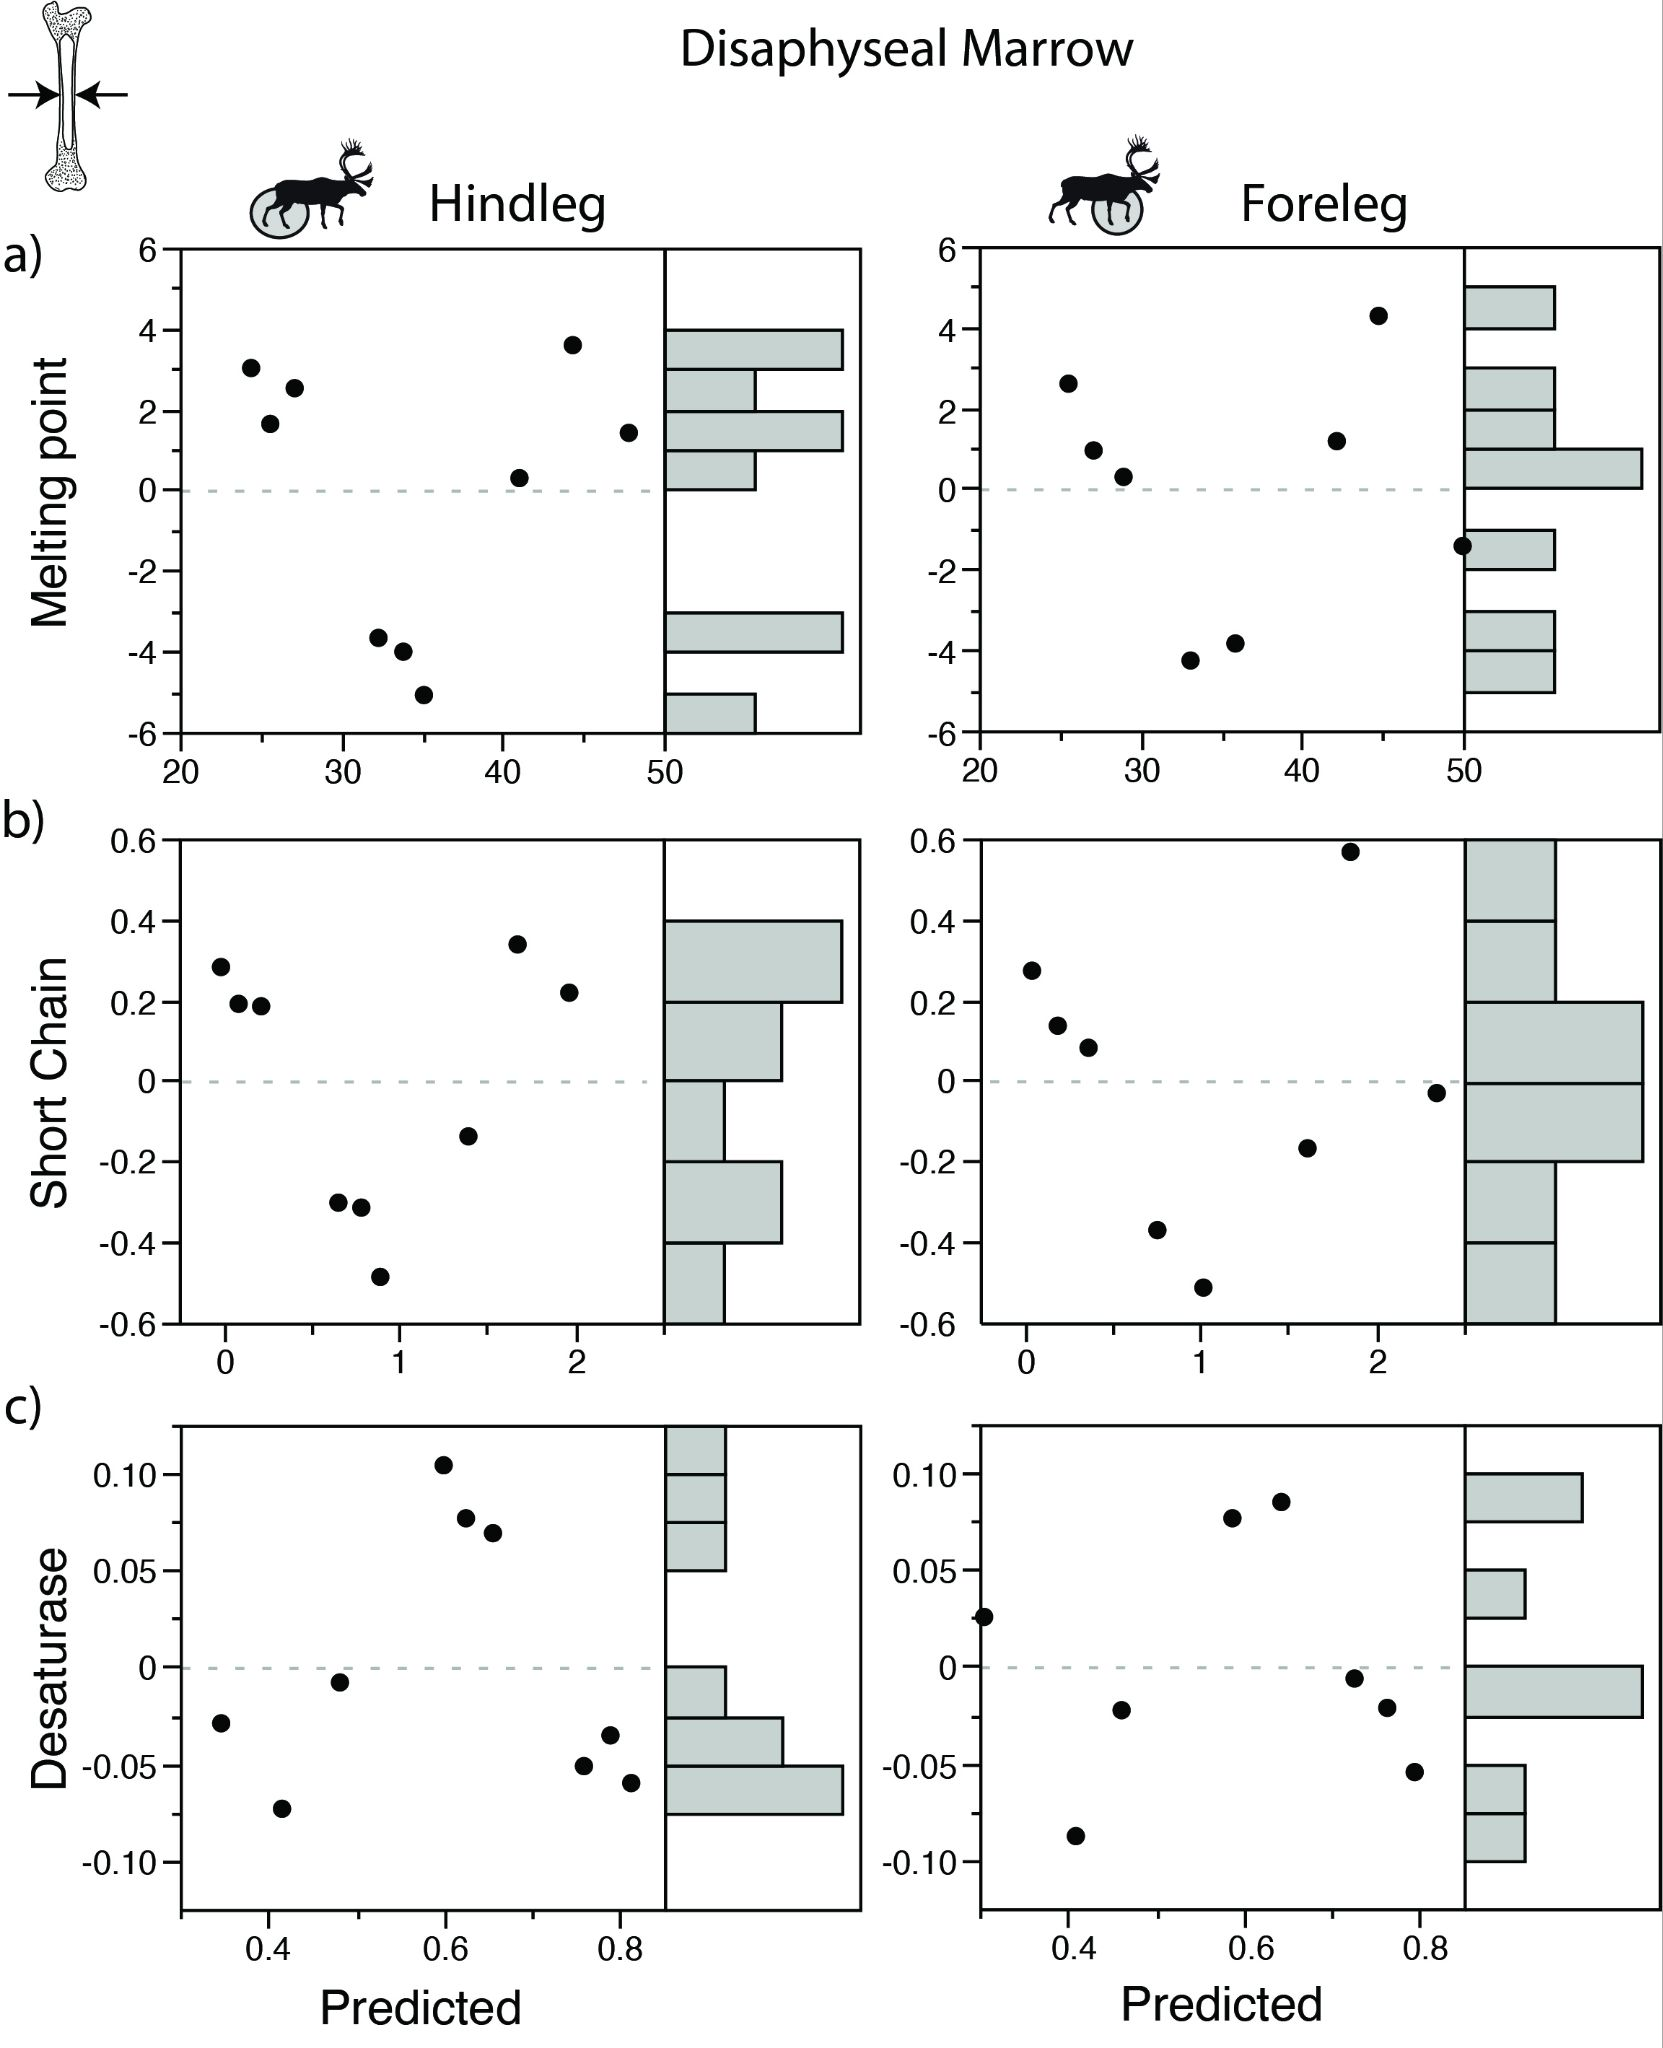 Disaphyseal Marrow
Hindleg
Foreleg
a)
Melting point
6
4
2
0
-2
-4
-6
20 30 40 50
6
4
2
0
-2
-4
-6
20 30 40 50
b)
Short Chain
0.6
0.4
0.2
0
-0.2
-0.4
-0.6
0 1 2
0.6
0.4
0.2
0
-0.2
-0.4
-0.6
0 1 2
c)
Desaturase
0.10
0.05
0
-0.05
-0.10
0.4 0.6 0.8
Predicted
0.10
0.05
0
-0.05
-0.10
0.4 0.6 0.8
Predicted